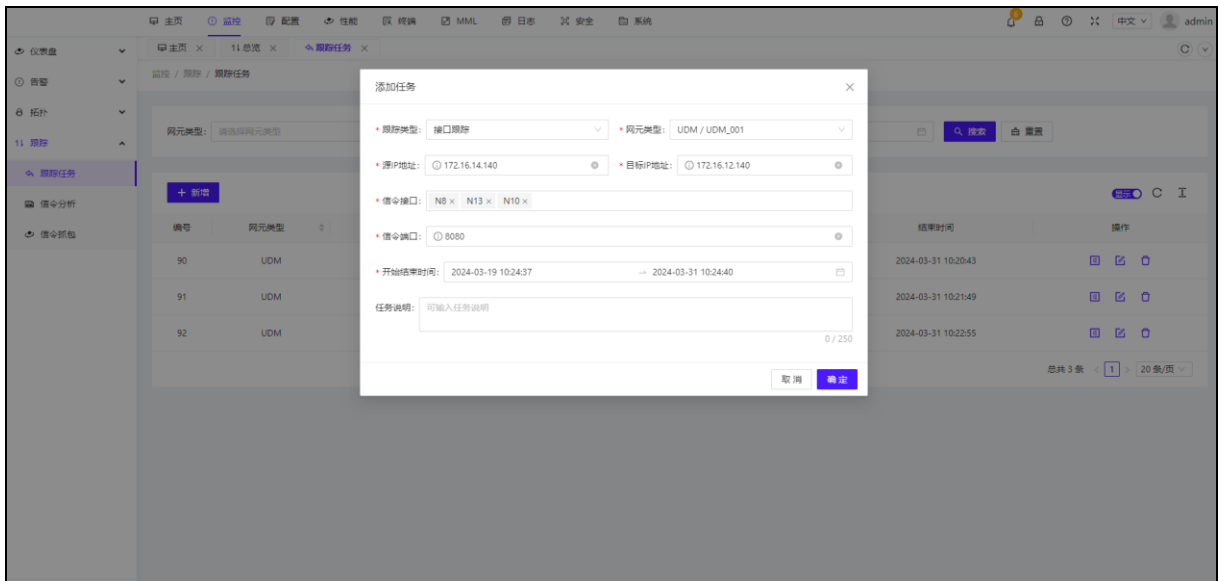 主页 监控 配置 性能 终端 MML 日志 安全 系统 6 中文 admin
仪表盘 主页 总览 跟踪任务
告警 监控 / 跟踪 / 跟踪任务
拓扑
跟踪
跟踪任务
信令分析
信令抓包
网元类型: 请选择网元类型 搜索 重置
新增 显示
编号 网元类型 结束时间 操作
90 UDM 2024-03-31 10:20:43
91 UDM 2024-03-31 10:21:49
92 UDM 2024-03-31 10:22:55
总共 3 条 < 1 > 20 条/页
添加任务
* 跟踪类型: 接口跟踪 * 网元类型: UDM / UDM_001
* 源IP地址: 172.16.14.140 * 目标IP地址: 172.16.12.140
* 信令接口: N8 × N13 × N10 ×
* 信令端口: 8080
* 开始结束时间: 2024-03-19 10:24:37 → 2024-03-31 10:24:40
任务说明: 可输入任务说明
0 / 250
取消 确定